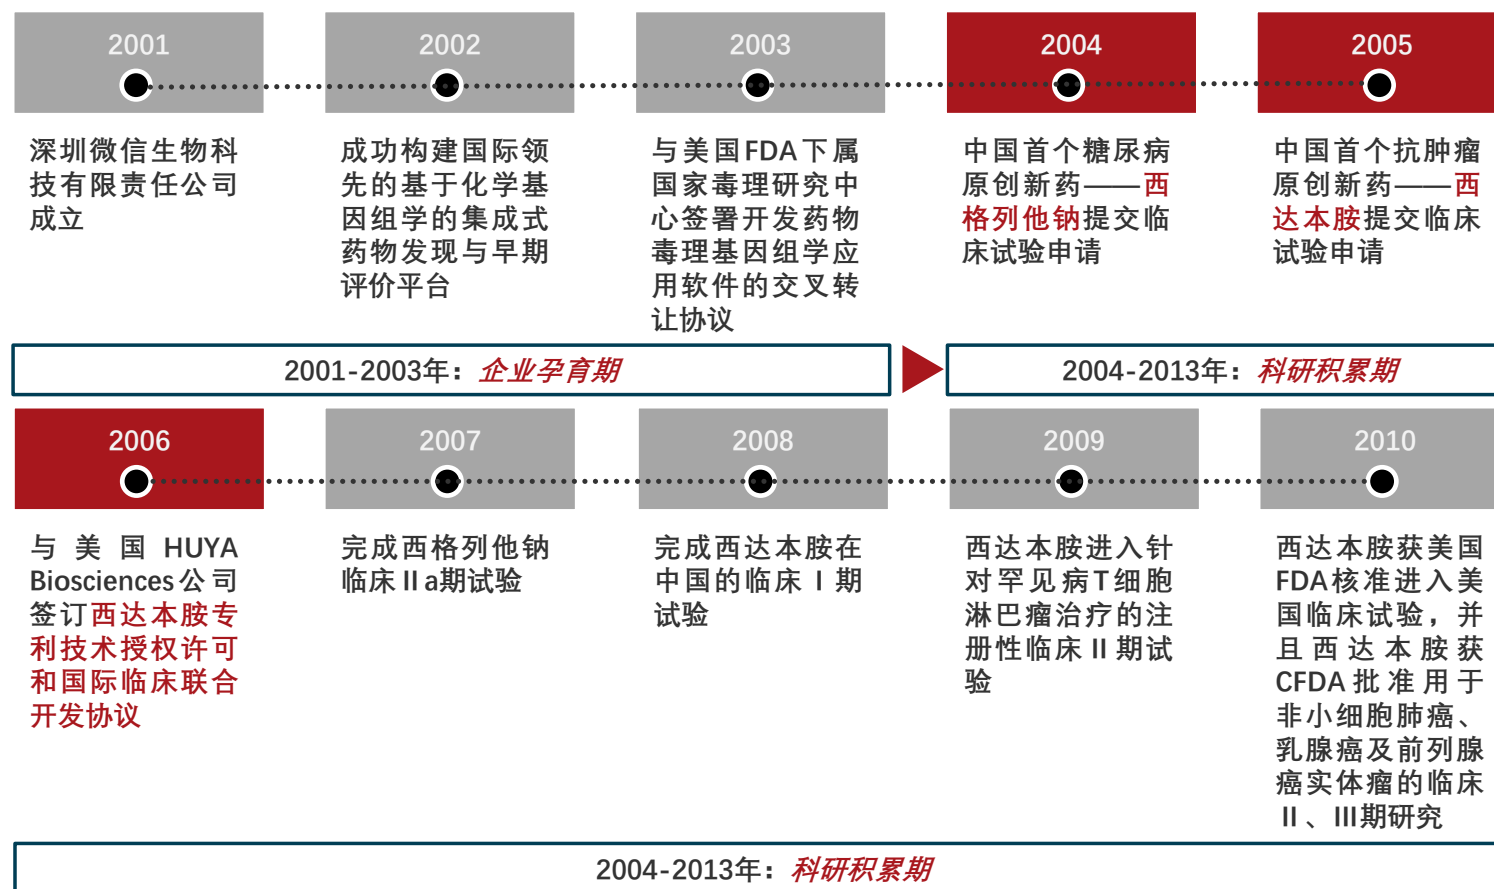 2001
2002
2003
2004
2005
深圳微信生物科
技有限责任公司
成立
成功构建国际领
先的基于化学基
因组学的集成式
药物发现与早期
评价平台
与美国FDA下属
国家毒理研究中
心签署开发药物
毒理基因组学应
用软件的交叉转
让协议
中国首个糖尿病
原创新药——西
格列他钠提交临
床试验申请
中国首个抗肿瘤
原创新药——西
达本胺提交临床
试验申请
2001-2003年：企业孕育期
2004-2013年：科研积累期
2006
2007
2008
2009
2010
与美国HUYA
Biosciences公司
签订西达本胺专
利技术授权许可
和国际临床联合
开发协议
完成西格列他钠
临床IIa期试验
完成西达本胺在
中国的临床 I 期
试验
西达本胺进入针
对罕见病T细胞
淋巴瘤治疗的注
册性临床 II 期试
验
西达本胺获美国
FDA核准进入美
国临床试验，并
且西达本胺获
CFDA批准用于
非小细胞肺癌、
乳腺癌及前列腺
癌实体瘤的临床
II 、III期研究
2004-2013年：科研积累期